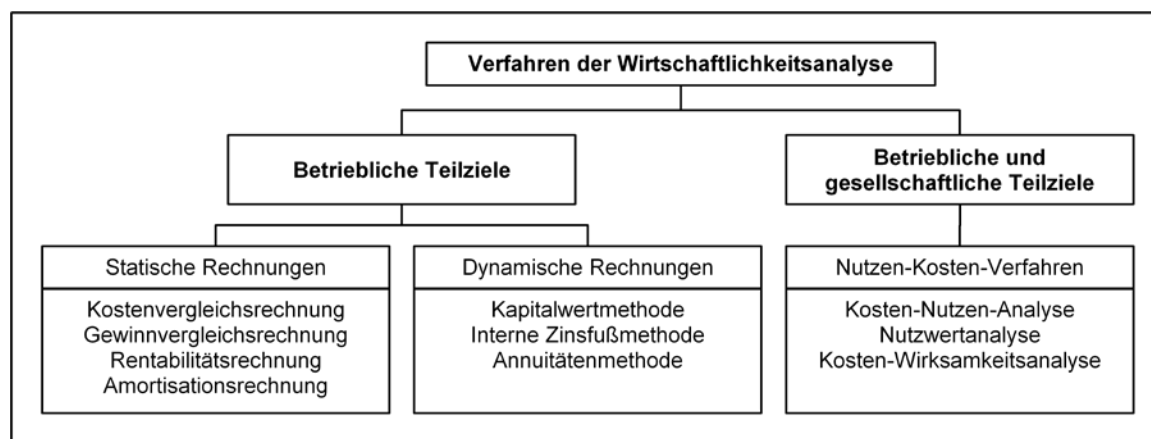 Verfahren der Wirtschaftlichkeitsanalyse
Betriebliche Teilziele
Betriebliche und
gesellschaftliche Teilziele
Statische Rechnungen
Kostenvergleichsrechnung
Gewinnvergleichsrechnung
Rentabilitätsrechnung
Amortisationsrechnung
Dynamische Rechnungen
Kapitalwertmethode
Interne Zinsfußmethode
Annuitätenmethode
Nutzen-Kosten-Verfahren
Kosten-Nutzen-Analyse
Nutzwertanalyse
Kosten-Wirksamkeitsanalyse